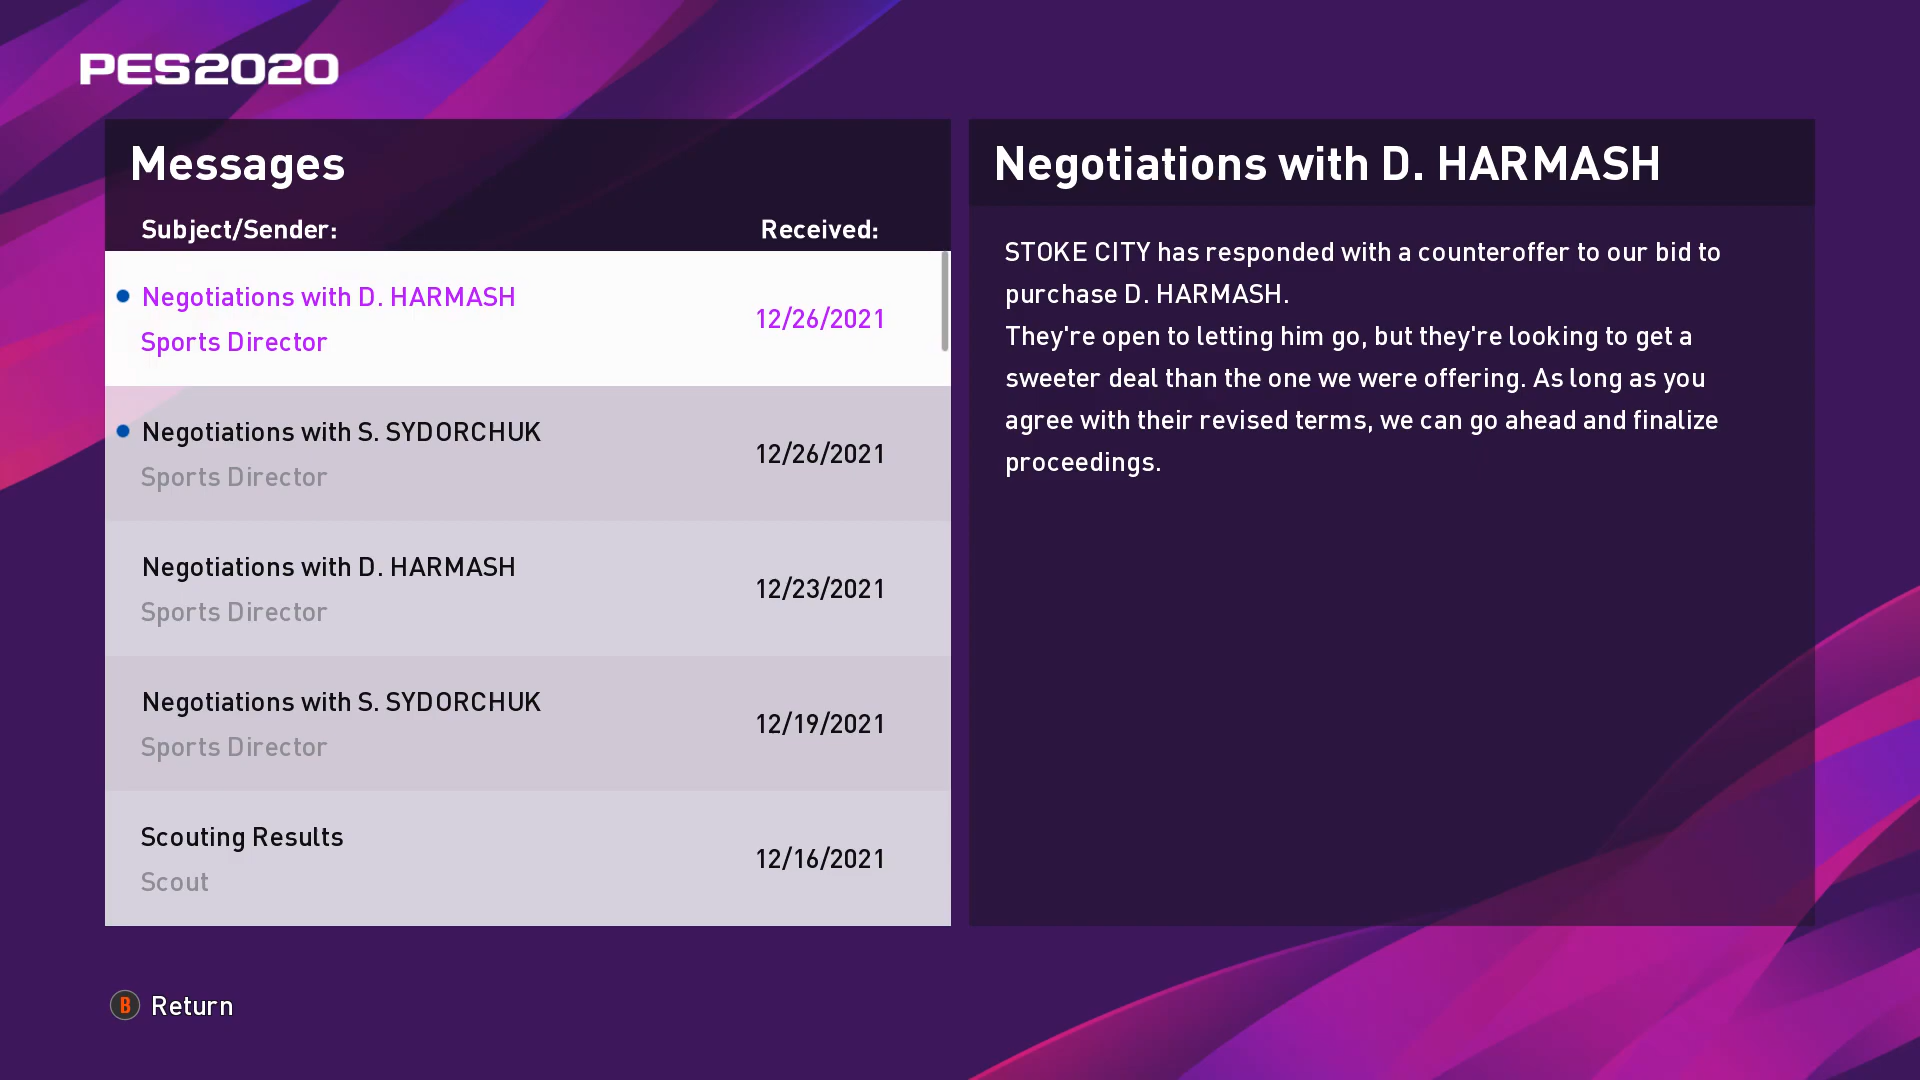 PES2020
Messages
Subject/Sender: Received:
Negotiations with D. HARMASH
Sports Director
12/26/2021
Negotiations with S. SYDORCHUK
Sports Director
12/26/2021
Negotiations with D. HARMASH
Sports Director
12/23/2021
Negotiations with S. SYDORCHUK
Sports Director
12/19/2021
Scouting Results
Scout
12/16/2021
Negotiations with D. HARMASH
STOKE CITY has responded with a counteroffer to our bid to
purchase D. HARMASH.
They're open to letting him go, but they're looking to get a
sweeter deal than the one we were offering. As long as you
agree with their revised terms, we can go ahead and finalize
proceedings.
B Return